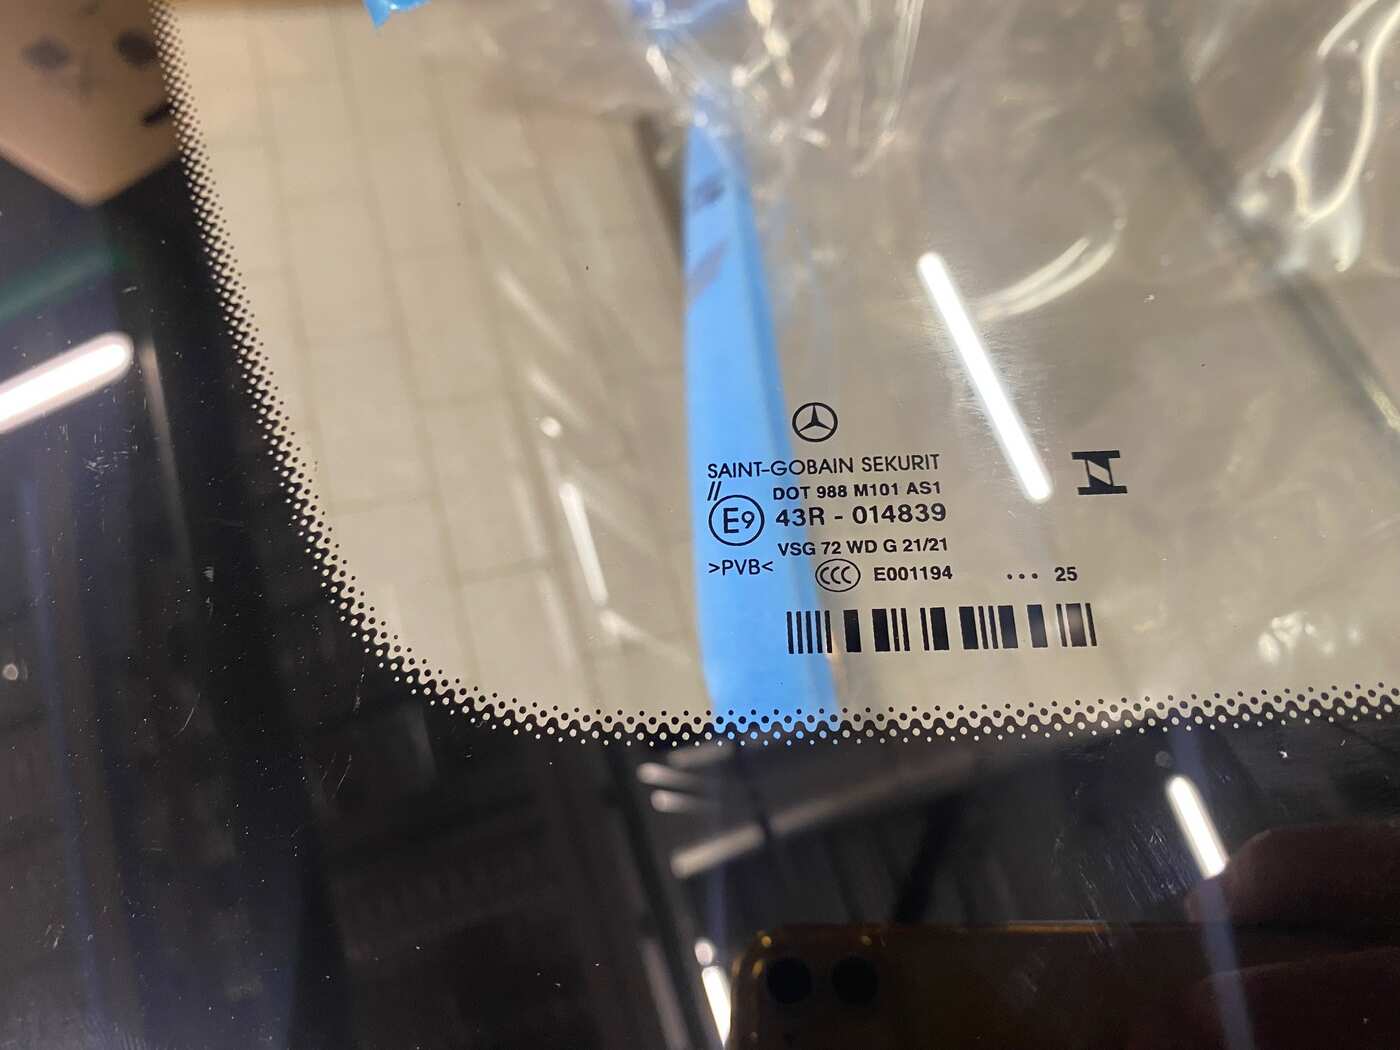 SAINT-GOBAIN SEKURIT
// DOT 988 M101 AS1
E9 43R - 014839
VSG 72 WD G 21/21
>PVB< CCC E001194 ... 25